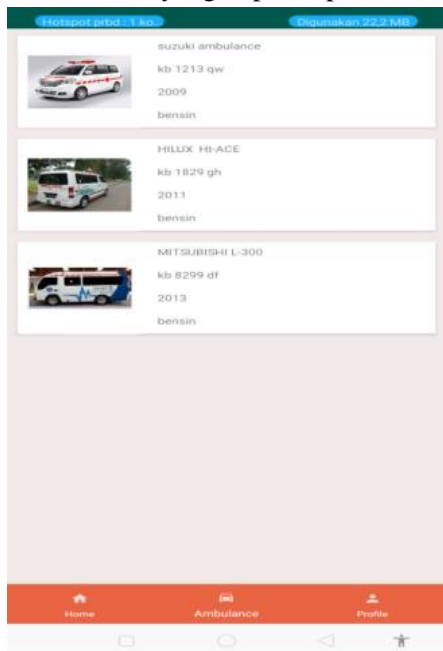 Hotspot prbd : 1 ko..
Digunakan 22,2 MB
suzuki ambulance
kb 1213 qw
2009
bensin
HILUX HI-ACE
kb 1829 gh
2011
bensin
MITSUBISHI L-300
kb 8299 df
2013
bensin
Home
Ambulance
Profile